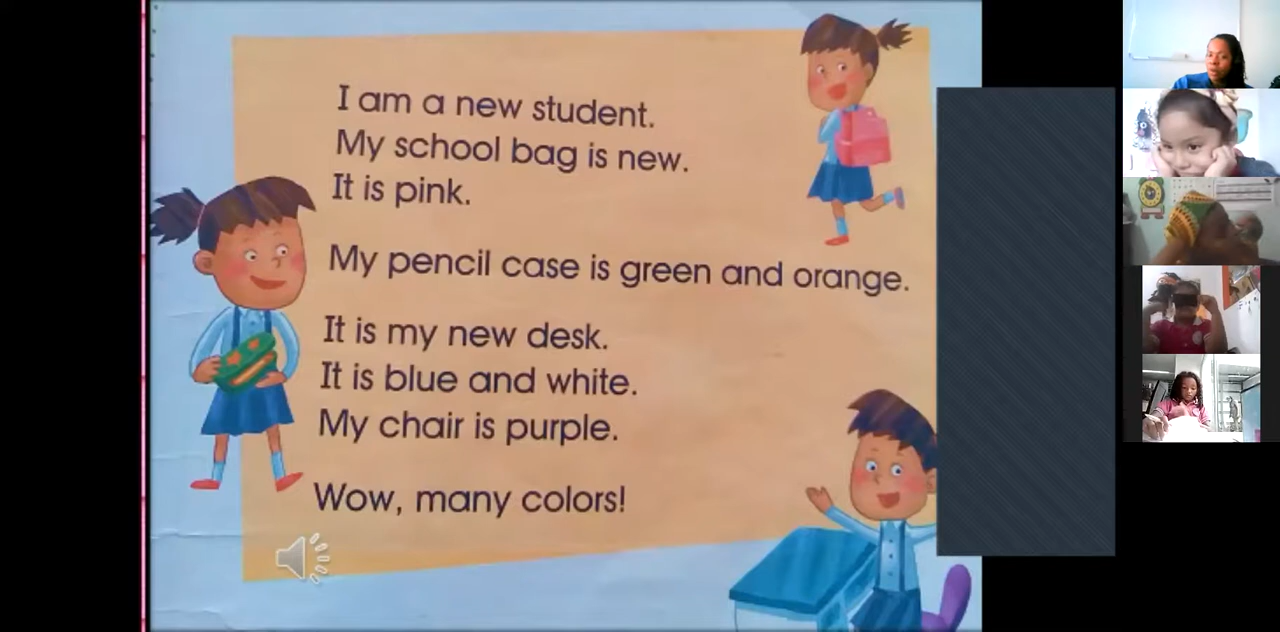 I am a new student.
My school bag is new.
It is pink.
My pencil case is green and orange.
It is my new desk.
It is blue and white.
My chair is purple.
Wow, many colors!